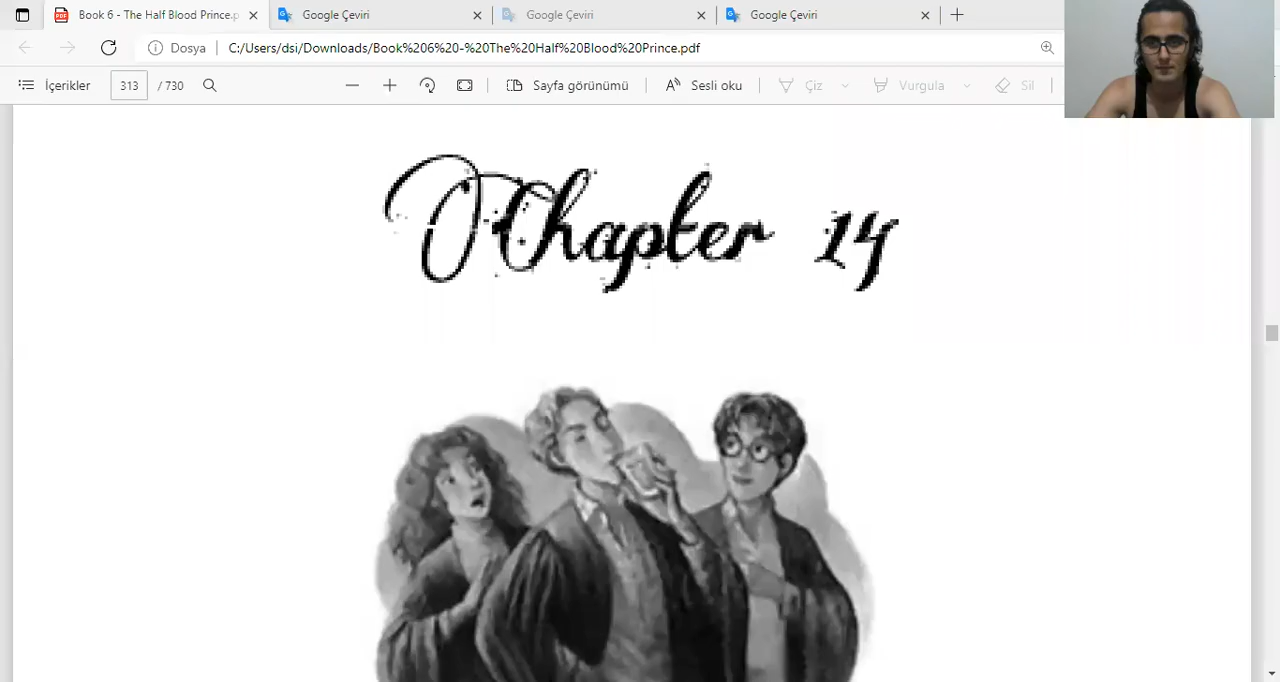 Book 6 - The Half Blood Prince.p
Google Çeviri
Google Çeviri
Google Çeviri
Dosya
C:/Users/dsi/Downloads/Book%206%20-%20The%20Half%20Blood%20Prince.pdf
İçerikler 313 / 730 Sayfa görünümü Sesli oku Çiz Vurgula Sil
Chapter 14